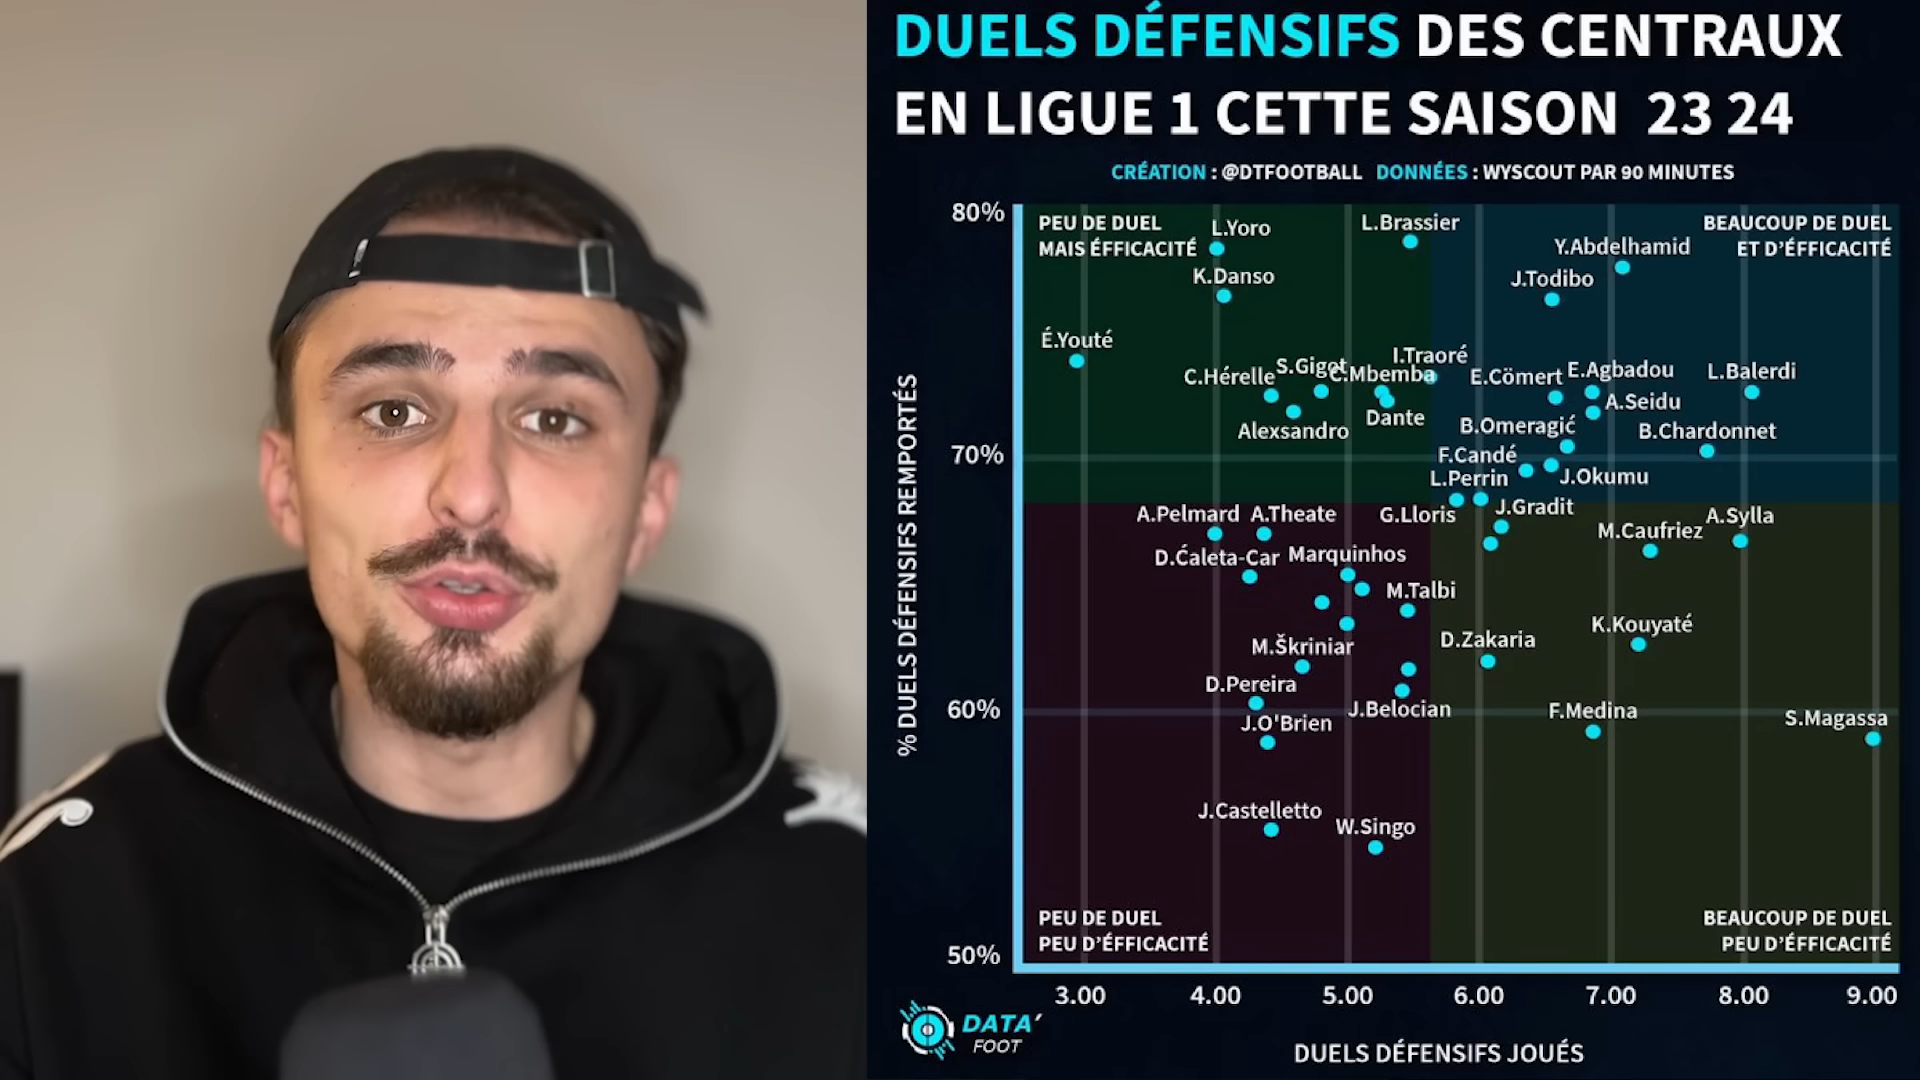 DUELS DÉFENSIFS DES CENTRAUX
EN LIGUE 1 CETTE SAISON 23 24
CRÉATION : @DTFOOTBALL DONNÉES : WYSCOUT PAR 90 MINUTES
80%
70%
60%
50%
% DUELS DÉFENSIFS REMPORTÉS
PEU DE DUEL
MAIS ÉFFICACITÉ
BEAUCOUP DE DUEL
ET D'ÉFFICACITÉ
L.Yoro
L.Brassier
Y.Abdelhamid
K.Danso
J.Todibo
É.Youté
I.Traoré
C.Hérelle
S.Gigot
C.Mbemba
E.Cömert
E.Agbadou
L.Balerdi
A.Seidu
Alexsandro
Dante
B.Omeragić
B.Chardonnet
F.Candé
L.Perrin
J.Okumu
A.Pelmard
A.Theate
G.Lloris
J.Gradit
M.Caufriez
A.Sylla
D.Ćaleta-Car
Marquinhos
M.Talbi
K.Kouyaté
M.Škriniar
D.Zakaria
D.Pereira
J.Belocian
F.Medina
S.Magassa
J.O'Brien
J.Castelletto
W.Singo
PEU DE DUEL
PEU D'ÉFFICACITÉ
BEAUCOUP DE DUEL
PEU D'ÉFFICACITÉ
3.00 4.00 5.00 6.00 7.00 8.00 9.00
DUELS DÉFENSIFS JOUÉS
DATA'
FOOT